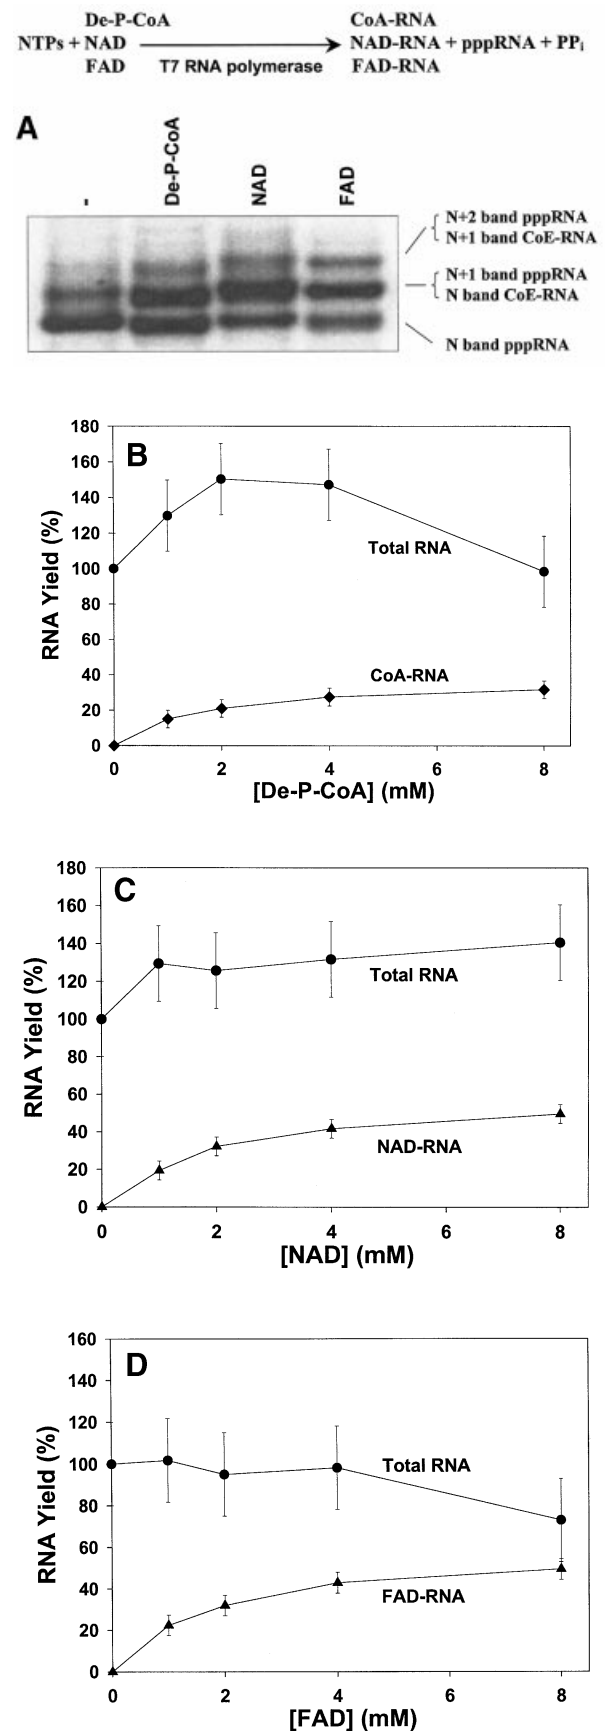 De-P-CoA CoA-RNA
NTPs + NAD NAD-RNA + pppRNA + PPi
FAD T7 RNA polymerase FAD-RNA
A
- De-P-CoA NAD FAD
N+2 band pppRNA
N+1 band CoE-RNA
N+1 band pppRNA
N band CoE-RNA
N band pppRNA
B
180
160
140
120
100
80
60
40
20
0
RNA Yield (%)
Total RNA
CoA-RNA
0 2 4 6 8
[De-P-CoA] (mM)
C
180
160
140
120
100
80
60
40
20
0
RNA Yield (%)
Total RNA
NAD-RNA
0 2 4 6 8
[NAD] (mM)
D
160
140
120
100
80
60
40
20
0
RNA Yield (%)
Total RNA
FAD-RNA
0 2 4 6 8
[FAD] (mM)